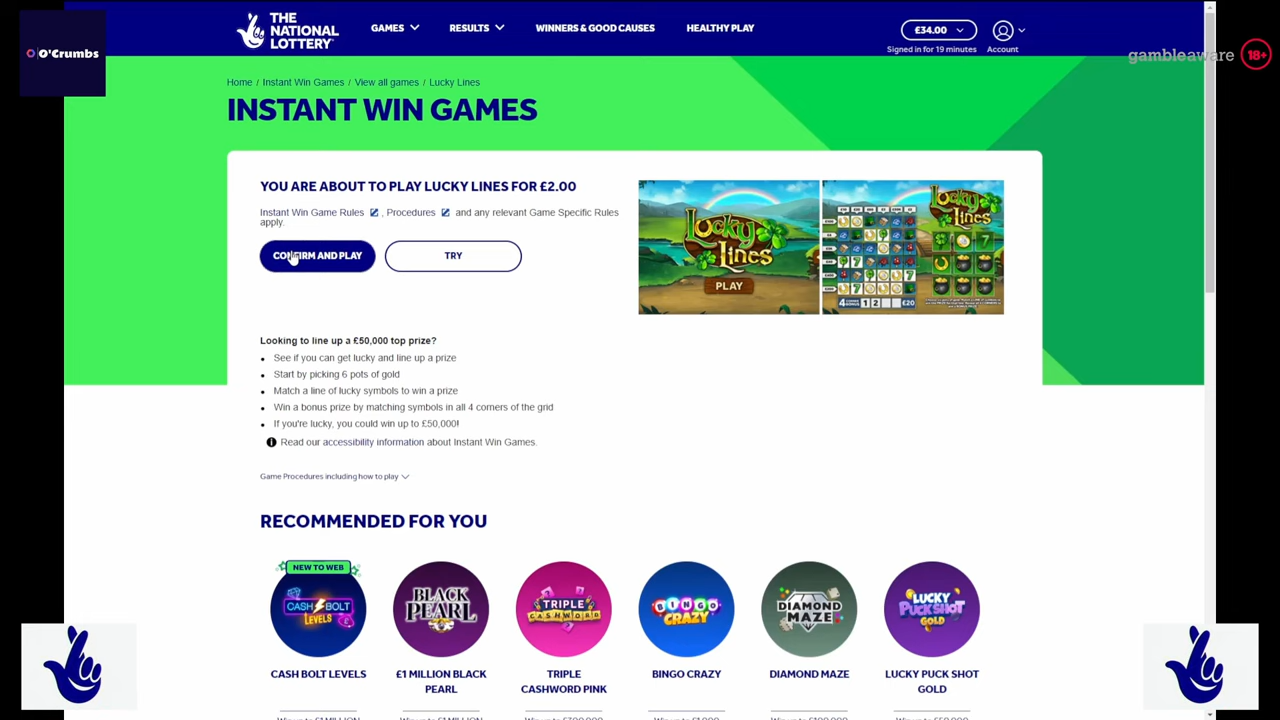 O'Crumbs
THE
NATIONAL
LOTTERY
GAMES
RESULTS
WINNERS & GOOD CAUSES
HEALTHY PLAY
£34.00
Signed in for 19 minutes
Account
gambleaware 18+
Home / Instant Win Games / View all games / Lucky Lines
INSTANT WIN GAMES
YOU ARE ABOUT TO PLAY LUCKY LINES FOR £2.00
Instant Win Game Rules , Procedures and any relevant Game Specific Rules
apply.
CONFIRM AND PLAY
TRY
Lucky
Lines
PLAY
Lucky
Lines
£20
Looking to line up a £50,000 top prize?
• See if you can get lucky and line up a prize
• Start by picking 6 pots of gold
• Match a line of lucky symbols to win a prize
• Win a bonus prize by matching symbols in all 4 corners of the grid
• If you're lucky, you could win up to £50,000!
Read our accessibility information about Instant Win Games.
Game Procedures including how to play
RECOMMENDED FOR YOU
NEW TO WEB
CASH BOLT
LEVELS
BLACK
PEARL
TRIPLE
CASHWORD
BINGO
CRAZY
DIAMOND
MAZE
LUCKY
PUCK SHOT
GOLD
CASH BOLT LEVELS
£1 MILLION BLACK
PEARL
TRIPLE
CASHWORD PINK
BINGO CRAZY
DIAMOND MAZE
LUCKY PUCK SHOT
GOLD